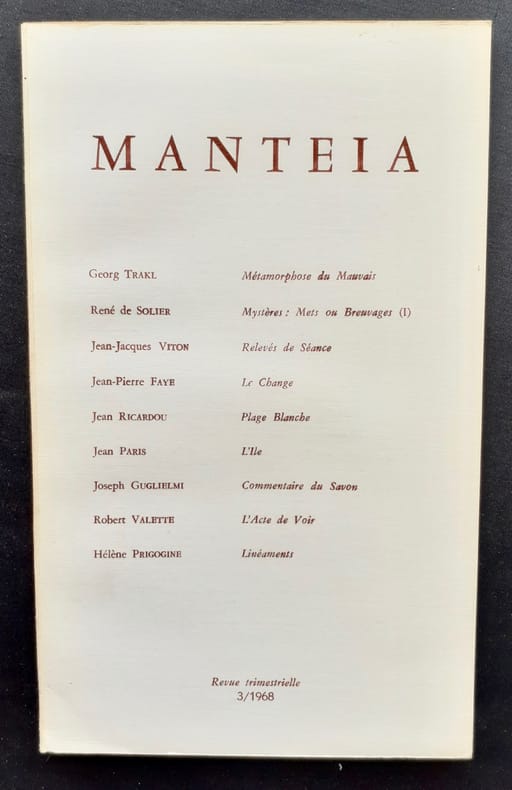 MANTEIA
Georg TRAKL Métamorphose du Mauvais
René de SOLIER Mystères : Mets ou Breuvages (I)
Jean-Jacques VITON Relevés de Séance
Jean-Pierre FAYE Le Change
Jean RICARDOU Plage Blanche
Jean PARIS L'Ile
Joseph GUGLIELMI Commentaire du Savon
Robert VALETTE L'Acte de Voir
Hélène PRIGOGINE Linéaments
Revue trimestrielle
3/1968